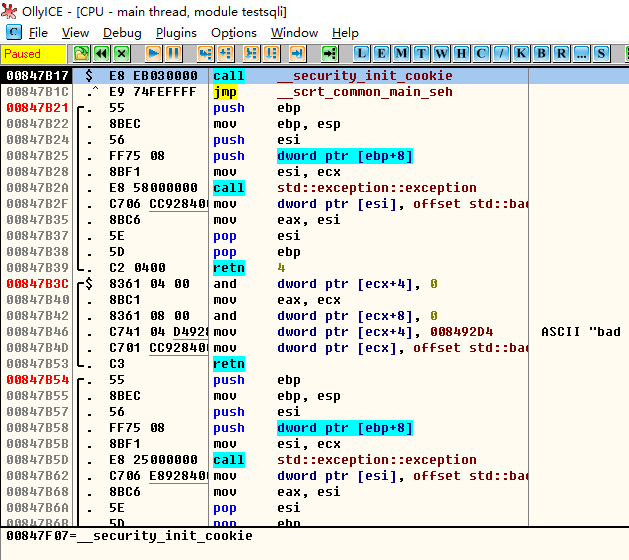 OllyICE - [CPU - main thread, module testsqli]
C File View Debug Plugins Options Window Help
Paused L E M T W H C / K B R ... S
00847B17 $ E8 EB030000 call __security_init_cookie
00847B1C .^ E9 74FEFFFF jmp __scrt_common_main_seh
00847B21 . 55 push ebp
00847B22 . 8BEC mov ebp, esp
00847B24 . 56 push esi
00847B25 . FF75 08 push dword ptr [ebp+8]
00847B28 . 8BF1 mov esi, ecx
00847B2A . E8 58000000 call std::exception::exception
00847B2F . C706 CC928400 mov dword ptr [esi], offset std::bad
00847B35 . 8BC6 mov eax, esi
00847B37 . 5E pop esi
00847B38 . 5D pop ebp
00847B39 . C2 0400 retn 4
00847B3C $ 8361 04 00 and dword ptr [ecx+4], 0
00847B40 . 8BC1 mov eax, ecx
00847B42 . 8361 08 00 and dword ptr [ecx+8], 0
00847B46 . C741 04 D4928 mov dword ptr [ecx+4], 008492D4 ASCII "bad
00847B4D . C701 CC928400 mov dword ptr [ecx], offset std::bad
00847B53 . C3 retn
00847B54 . 55 push ebp
00847B55 . 8BEC mov ebp, esp
00847B57 . 56 push esi
00847B58 . FF75 08 push dword ptr [ebp+8]
00847B5B . 8BF1 mov esi, ecx
00847B5D . E8 25000000 call std::exception::exception
00847B62 . C706 E8928400 mov dword ptr [esi], offset std::bad
00847B68 . 8BC6 mov eax, esi
00847B6A . 5E pop esi
00847B6B . 5D pop ebp
00847F07=__security_init_cookie